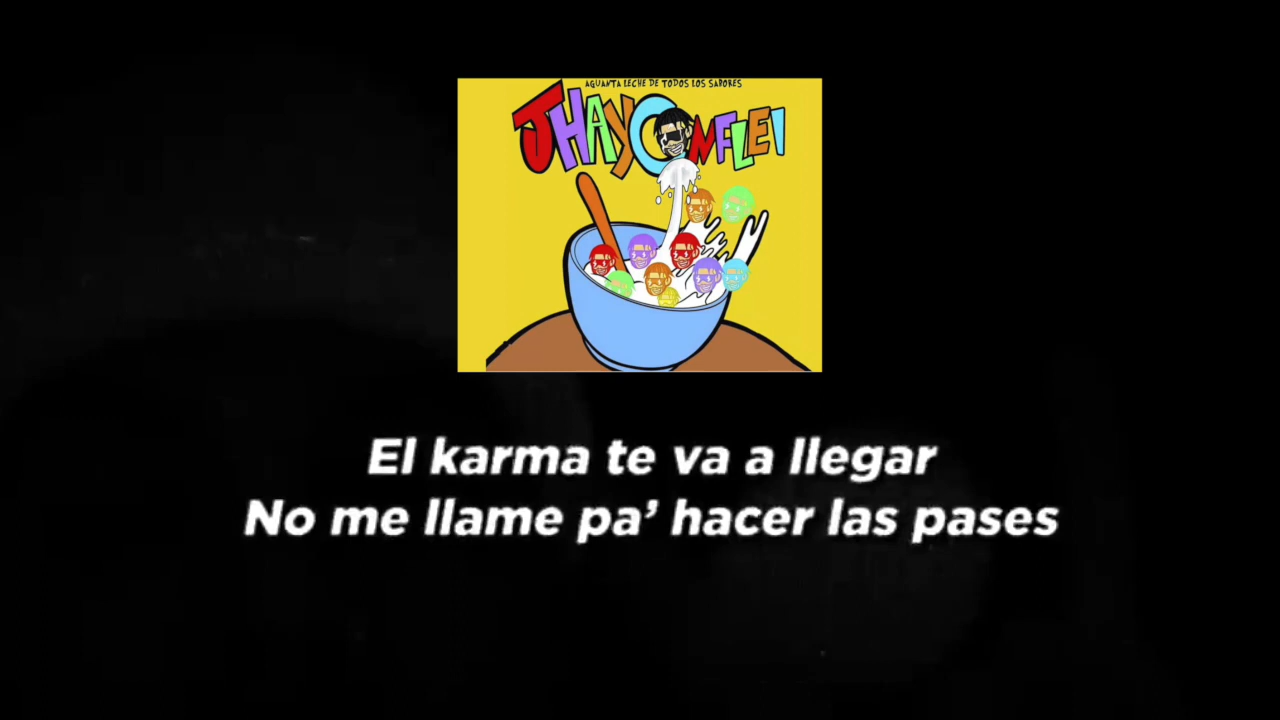 AGUANTA LECHE DE TODOS LOS SABORES
JHAYCONFLEI
El karma te va a llegar
No me llame pa’ hacer las pases